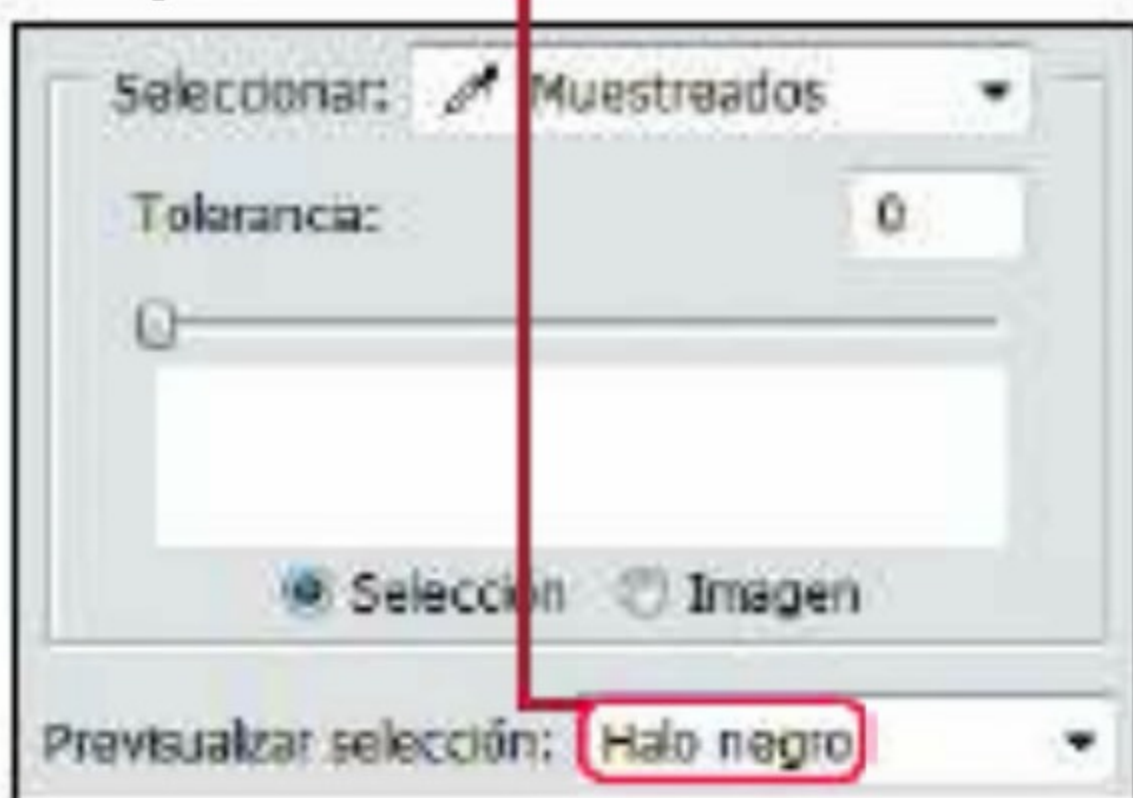 Seleccionar: Muestreados
Tolerancia: 0
Selección Imagen
Previsualizar selección: Halo negro